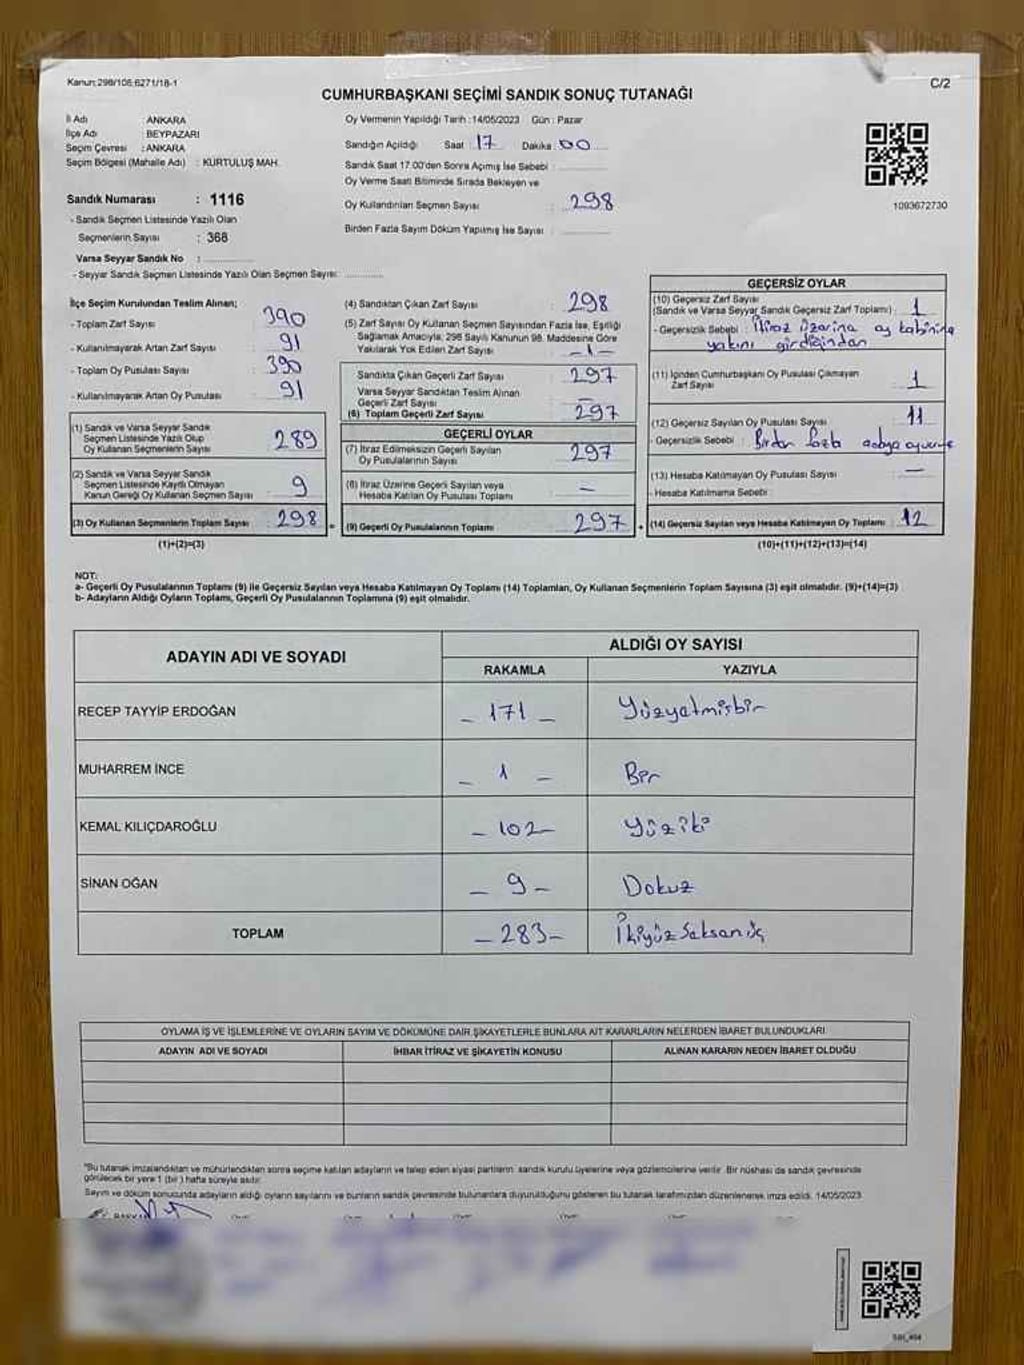 Kanun: 298/108 6271/18-1
C/2
CUMHURBAŞKANI SEÇİMİ SANDIK SONUÇ TUTANAĞI
İl Adı : ANKARA
İlçe Adı : BEYPAZARI
Seçim Çevresi : ANKARA
Seçim Bölgesi (Mahalle Adı) : KURTULUŞ MAH.
Sandık Numarası : 1116
- Sandık Seçmen Listesinde Yazılı Olan
Seçmenlerin Sayısı : 368
Varsa Seyyar Sandık No :
- Seyyar Sandık Seçmen Listesinde Yazılı Olan Seçmen Sayısı:
Oy Vermenin Yapıldığı Tarih : 14/05/2023 Gün : Pazar
Sandığın Açıldığı Saat : 17 Dakika : 00
Sandık Saat 17.00'den Sonra Açılmış İse Sebebi :
Oy Verme Saati Bitiminde Sırada Bekleyen ve
Oy Kullandırılan Seçmen Sayısı : 298
Birden Fazla Sayım Döküm Yapılmış İse Sayısı :
1093672730
İlçe Seçim Kurulundan Teslim Alınan;
- Toplam Zarf Sayısı : 390
- Kullanılmayarak Artan Zarf Sayısı : 91
- Toplam Oy Pusulası Sayısı : 390
- Kullanılmayarak Artan Oy Pusulası : 91
(1) Sandık ve Varsa Seyyar Sandık
Seçmen Listesinde Yazılı Olup
Oy Kullanan Seçmenlerin Sayısı : 289
(2) Sandık ve Varsa Seyyar Sandık
Seçmen Listesinde Kayıtlı Olmayan
Kanun Gereği Oy Kullanan Seçmen Sayısı : 9
(3) Oy Kullanan Seçmenlerin Toplam Sayısı : 298
(1)+(2)=(3)
(4) Sandıktan Çıkan Zarf Sayısı : 298
(5) Zarf Sayısı Oy Kullanan Seçmen Sayısından Fazla İse, Eşitliği
Sağlamak Amacıyla, 298 Sayılı Kanunun 98. Maddesine Göre
Yakılarak Yok Edilen Zarf Sayısı : -1-
Sandıkta Çıkan Geçerli Zarf Sayısı : 297
Varsa Seyyar Sandıktan Teslim Alınan
Geçerli Zarf Sayısı : -
(6) Toplam Geçerli Zarf Sayısı : 297
GEÇERLİ OYLAR
(7) İtiraz Edilmeksizin Geçerli Sayılan
Oy Pusulalarının Sayısı : 297
(8) İtiraz Üzerine Geçerli Sayılan veya
Hesaba Katılan Oy Pusulası Toplamı : -
(9) Geçerli Oy Pusulalarının Toplamı : 297
GEÇERSİZ OYLAR
(10) Geçersiz Zarf Sayısı
(Sandık ve Varsa Seyyar Sandık Geçersiz Zarf Toplamı) : 1
- Geçersizlik Sebebi : İtiraz üzerine oy kabinine
yakını girdiğinden
(11) İçinden Cumhurbaşkanı Oy Pusulası Çıkmayan
Zarf Sayısı : 1
(12) Geçersiz Sayılan Oy Pusulası Sayısı : 11
- Geçersizlik Sebebi : Birden fazla adaya
(13) Hesaba Katılmayan Oy Pusulası Sayısı : -
- Hesaba Katılmama Sebebi :
(14) Geçersiz Sayılan veya Hesaba Katılmayan Oy Toplamı : 12
(10)+(11)+(12)+(13)=(14)
NOT:
a- Geçerli Oy Pusulalarının Toplamı (9) ile Geçersiz Sayılan veya Hesaba Katılmayan Oy Toplamı (14) Toplamları, Oy Kullanan Seçmenlerin Toplam Sayısına (3) eşit olmalıdır. (9)+(14)=(3)
b- Adayların Aldığı Oyların Toplamı, Geçerli Oy Pusulalarının Toplamına (9) eşit olmalıdır.
ADAYIN ADI VE SOYADI
ALDIĞI OY SAYISI
RAKAMLA YAZIYLA
RECEP TAYYİP ERDOĞAN - 171 - Yüzyetmişbir
MUHARREM İNCE - 1 - Bir
KEMAL KILIÇDAROĞLU - 102 - Yüziki
SİNAN OĞAN - 9 - Dokuz
TOPLAM - 283 - İkiyüz Seksan üç
OYLAMA İŞ VE İŞLEMLERİNE VE OYLARIN SAYIM VE DÖKÜMÜNE DAİR ŞİKAYETLERLE BUNLARA AİT KARARLARIN NELERDEN İBARET BULUNDUKLARI
ADAYIN ADI VE SOYADI İHBAR İTİRAZ VE ŞİKAYETİN KONUSU ALINAN KARARIN NEDEN İBARET OLDUĞU
*Bu tutanak imzalandıktan ve mühürlendikten sonra seçime katılan adayların ve talep eden siyasi partilerin sandık kurulu üyelerine veya gözlemcilerine verilir. Bir nüshası da sandık çevresinde
görülecek bir yere 1 (bir) hafta süreyle asılır.
Sayım ve döküm sonucunda adayların aldığı oyların sayılarını ve bunların sandık çevresinde bulunanlara duyurulduğunu gösteren bu tutanak tarafımızdan düzenlenerek imza edildi. 14/05/2023